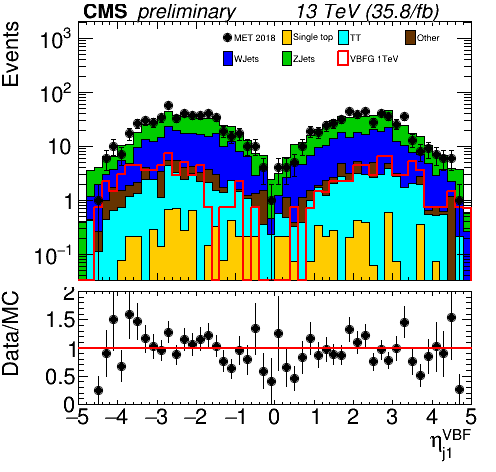 CMS preliminary 13 TeV (35.8/fb)
Events
10³
10²
10
1
10⁻¹
MET 2018 Single top TT Other
WJets ZJets VBFG 1TeV
Data/MC
2
1.5
1
0.5
0
−5 −4 −3 −2 −1 0 1 2 3 4 5
η_{j1}^{VBF}